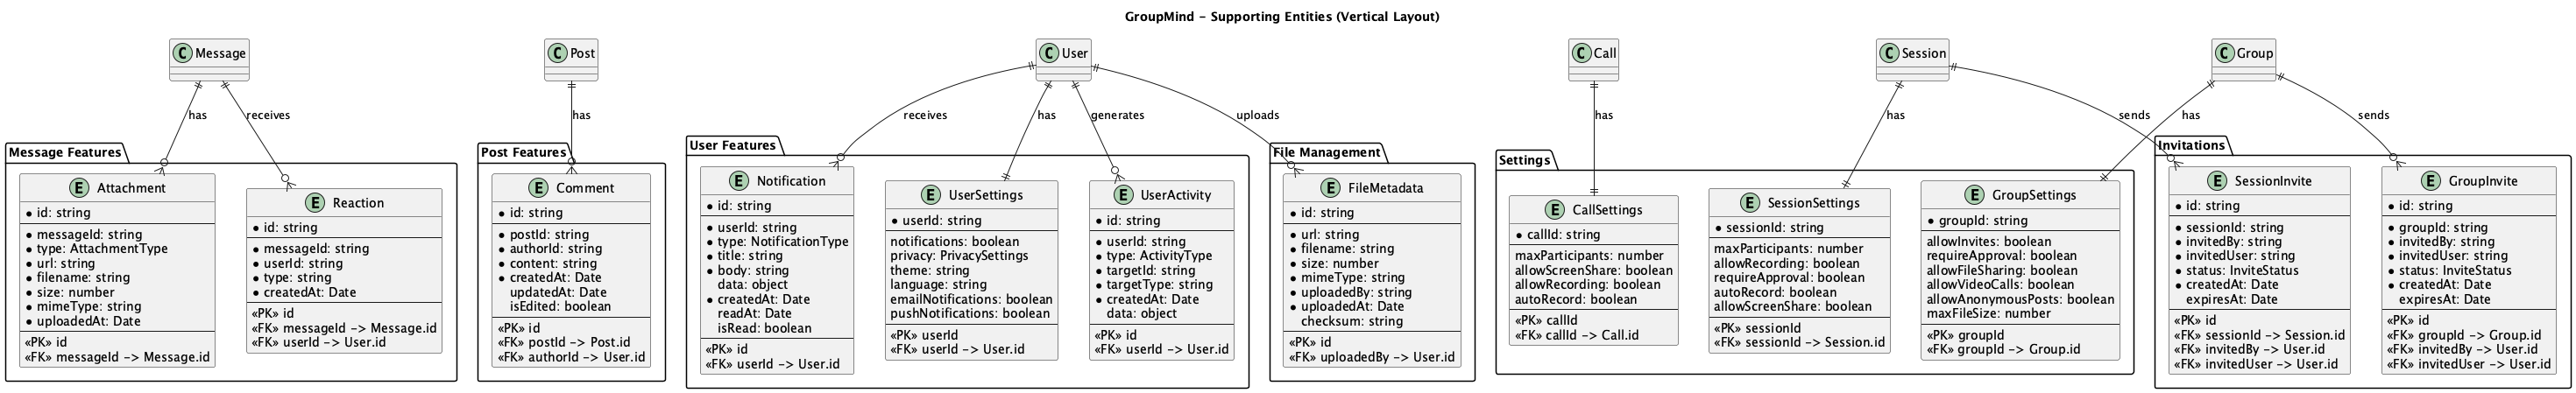 GroupMind - Supporting Entities (Vertical Layout)
C Message
C Post
C User
C Call
C Session
C Group
has
receives
has
receives
has
generates
uploads
has
has
sends
has
sends
Message Features
E Attachment
* id: string
* messageId: string
* type: AttachmentType
* url: string
* filename: string
* size: number
* mimeType: string
* uploadedAt: Date
«PK» id
«FK» messageId -> Message.id
E Reaction
* id: string
* messageId: string
* userId: string
* type: string
* createdAt: Date
«PK» id
«FK» messageId -> Message.id
«FK» userId -> User.id
Post Features
E Comment
* id: string
* postId: string
* authorId: string
* content: string
* createdAt: Date
updatedAt: Date
isEdited: boolean
«PK» id
«FK» postId -> Post.id
«FK» authorId -> User.id
User Features
E Notification
* id: string
* userId: string
* type: NotificationType
* title: string
* body: string
data: object
* createdAt: Date
readAt: Date
isRead: boolean
«PK» id
«FK» userId -> User.id
E UserSettings
* userId: string
notifications: boolean
privacy: PrivacySettings
theme: string
language: string
emailNotifications: boolean
pushNotifications: boolean
«PK» userId
«FK» userId -> User.id
E UserActivity
* id: string
* userId: string
* type: ActivityType
* targetId: string
* targetType: string
* createdAt: Date
data: object
«PK» id
«FK» userId -> User.id
File Management
E FileMetadata
* id: string
* url: string
* filename: string
* size: number
* mimeType: string
* uploadedBy: string
* uploadedAt: Date
checksum: string
«PK» id
«FK» uploadedBy -> User.id
Settings
E CallSettings
* callId: string
maxParticipants: number
allowScreenShare: boolean
allowRecording: boolean
autoRecord: boolean
«PK» callId
«FK» callId -> Call.id
E SessionSettings
* sessionId: string
maxParticipants: number
allowRecording: boolean
requireApproval: boolean
autoRecord: boolean
allowScreenShare: boolean
«PK» sessionId
«FK» sessionId -> Session.id
E GroupSettings
* groupId: string
allowInvites: boolean
requireApproval: boolean
allowFileSharing: boolean
allowVideoCalls: boolean
allowAnonymousPosts: boolean
maxFileSize: number
«PK» groupId
«FK» groupId -> Group.id
Invitations
E SessionInvite
* id: string
* sessionId: string
* invitedBy: string
* invitedUser: string
* status: InviteStatus
* createdAt: Date
expiresAt: Date
«PK» id
«FK» sessionId -> Session.id
«FK» invitedBy -> User.id
«FK» invitedUser -> User.id
E GroupInvite
* id: string
* groupId: string
* invitedBy: string
* invitedUser: string
* status: InviteStatus
* createdAt: Date
expiresAt: Date
«PK» id
«FK» groupId -> Group.id
«FK» invitedBy -> User.id
«FK» invitedUser -> User.id